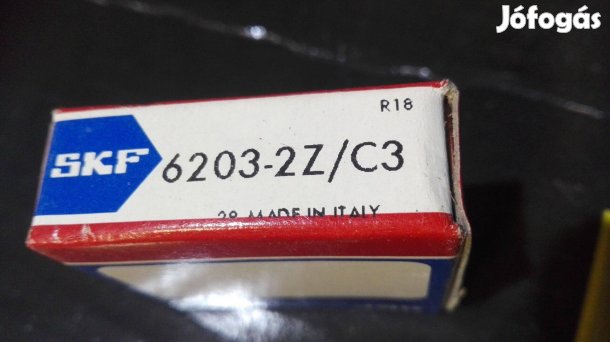 Jófogás
R18
SKF 6203-2Z/C3
MADE IN ITALY